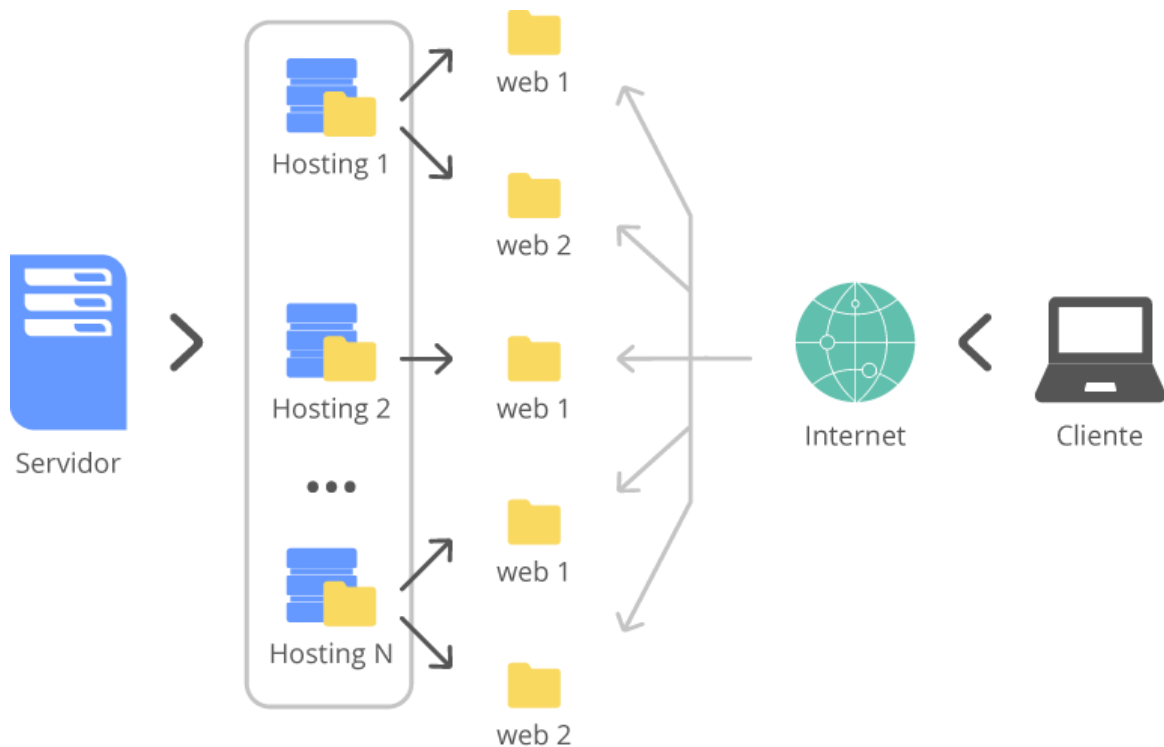 web 1
Hosting 1
web 2
Hosting 2
web 1
Internet
Cliente
Servidor
...
web 1
Hosting N
web 2